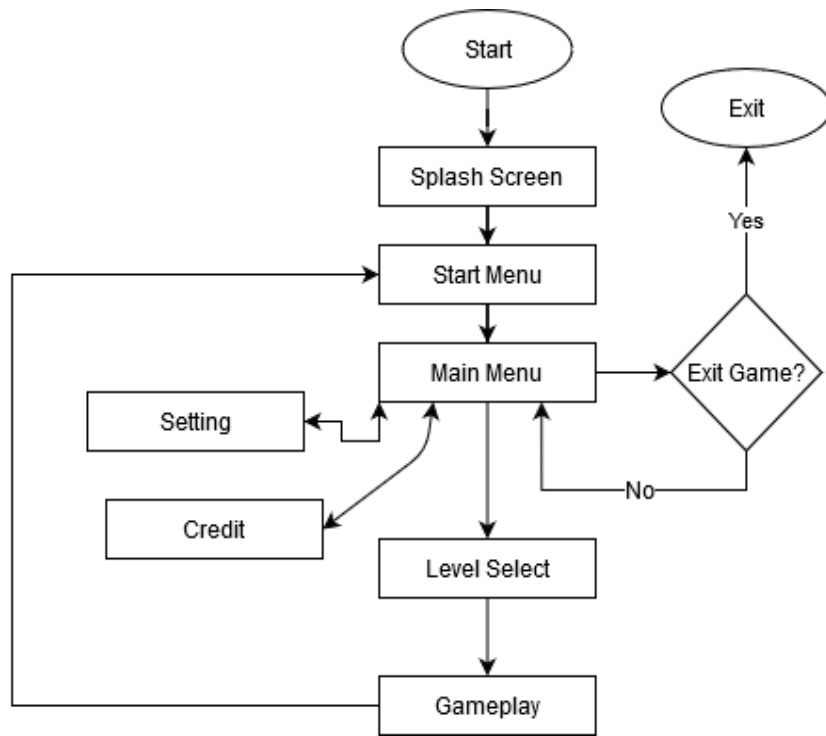 Start
Exit
Splash Screen
Yes
Start Menu
Main Menu
Exit Game?
Setting
No
Credit
Level Select
Gameplay